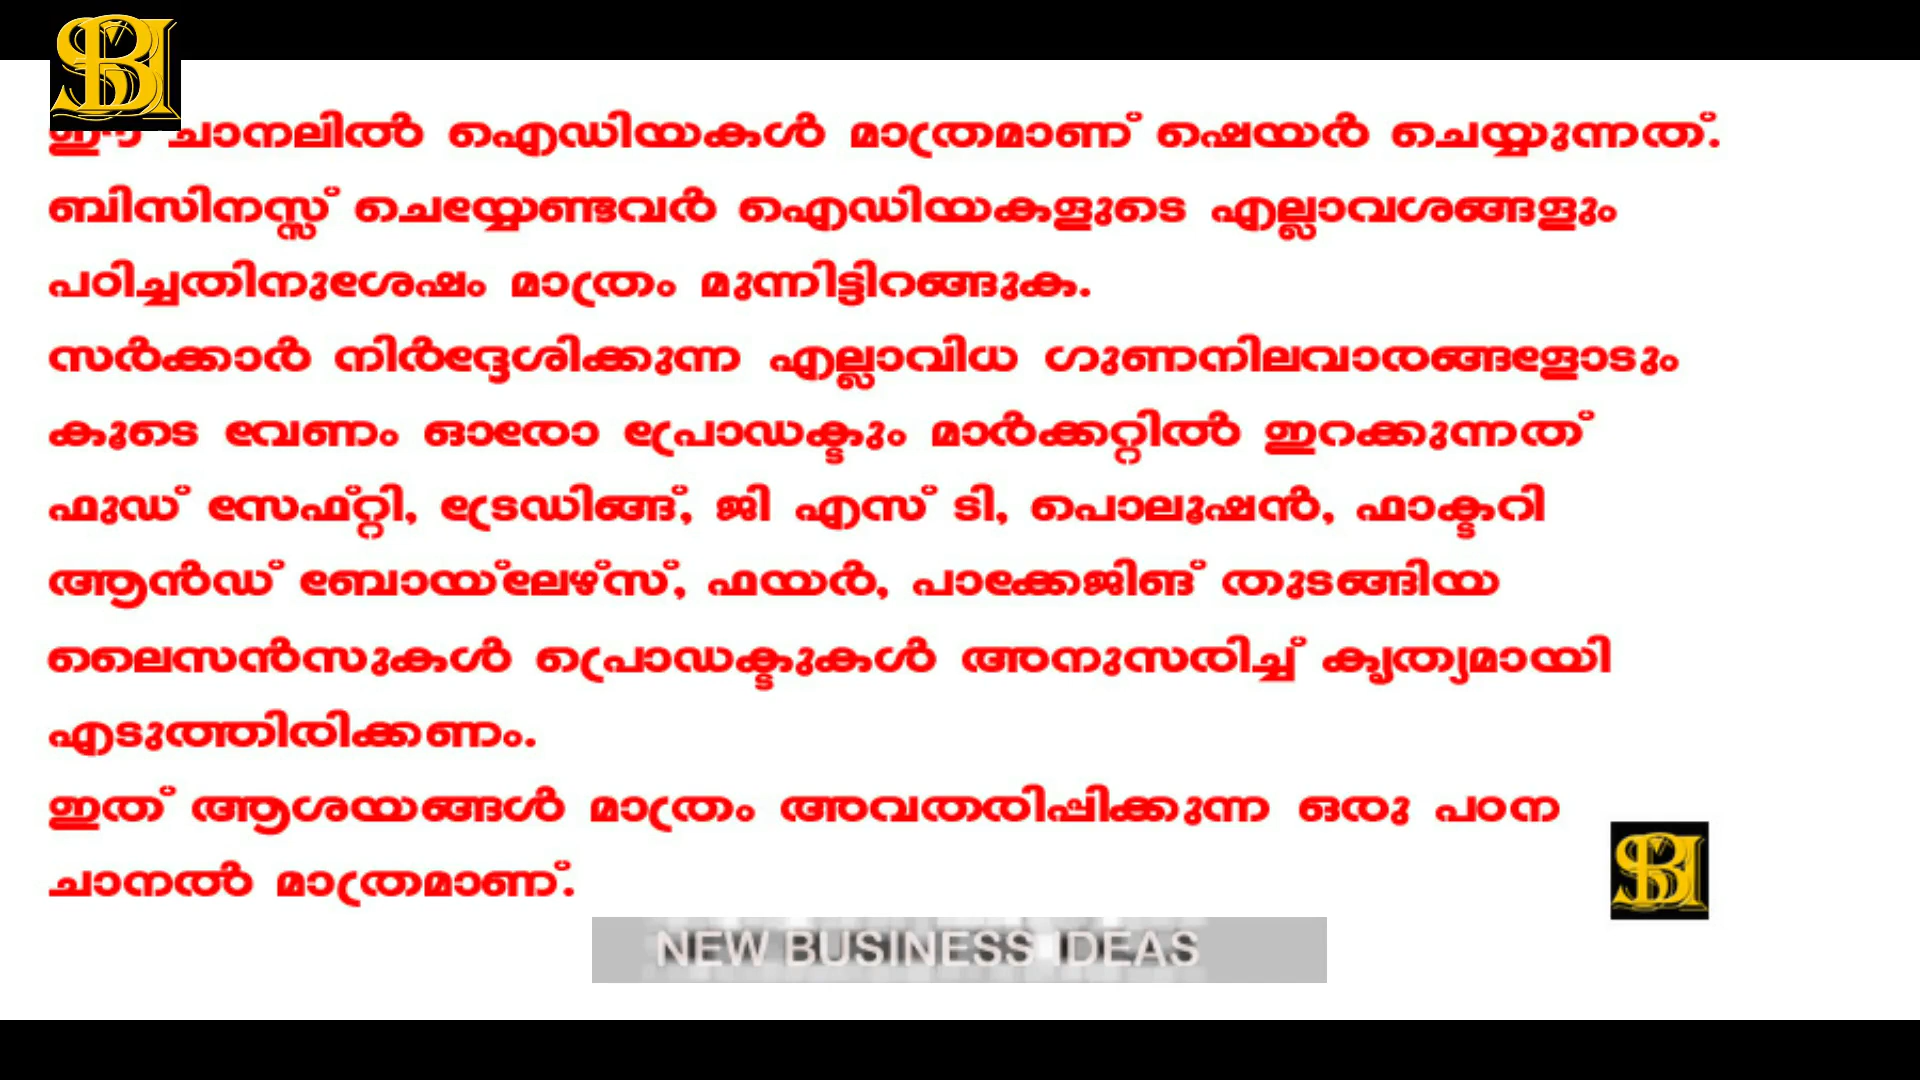 ഈ ചാനലിൽ ഐഡിയകൾ മാത്രമാണ് ഷെയർ ചെയ്യുന്നത്.
ബിസിനസ്സ് ചെയ്യേണ്ടവർ ഐഡിയകളുടെ എല്ലാവശങ്ങളും
പഠിച്ചതിനുശേഷം മാത്രം മുന്നിട്ടിറങ്ങുക.
സർക്കാർ നിർദ്ദേശിക്കുന്ന എല്ലാവിധ ഗുണനിലവാരങ്ങളോടും
കൂടെ വേണം ഓരോ പ്രോഡക്ടും മാർക്കറ്റിൽ ഇറക്കുന്നത്
ഫുഡ് സേഫ്റ്റി, ട്രേഡിങ്ങ്, ജി എസ് ടി, പൊലൂഷൻ, ഫാക്ടറി
ആൻഡ് ബോയ്ലേഴ്സ്, ഫയർ, പാക്കേജിങ് തുടങ്ങിയ
ലൈസൻസുകൾ പ്രൊഡക്ടുകൾ അനുസരിച്ച് കൃത്യമായി
എടുത്തിരിക്കണം.
ഇത് ആശയങ്ങൾ മാത്രം അവതരിപ്പിക്കുന്ന ഒരു പഠന
ചാനൽ മാത്രമാണ്.
NEW BUSINESS IDEAS